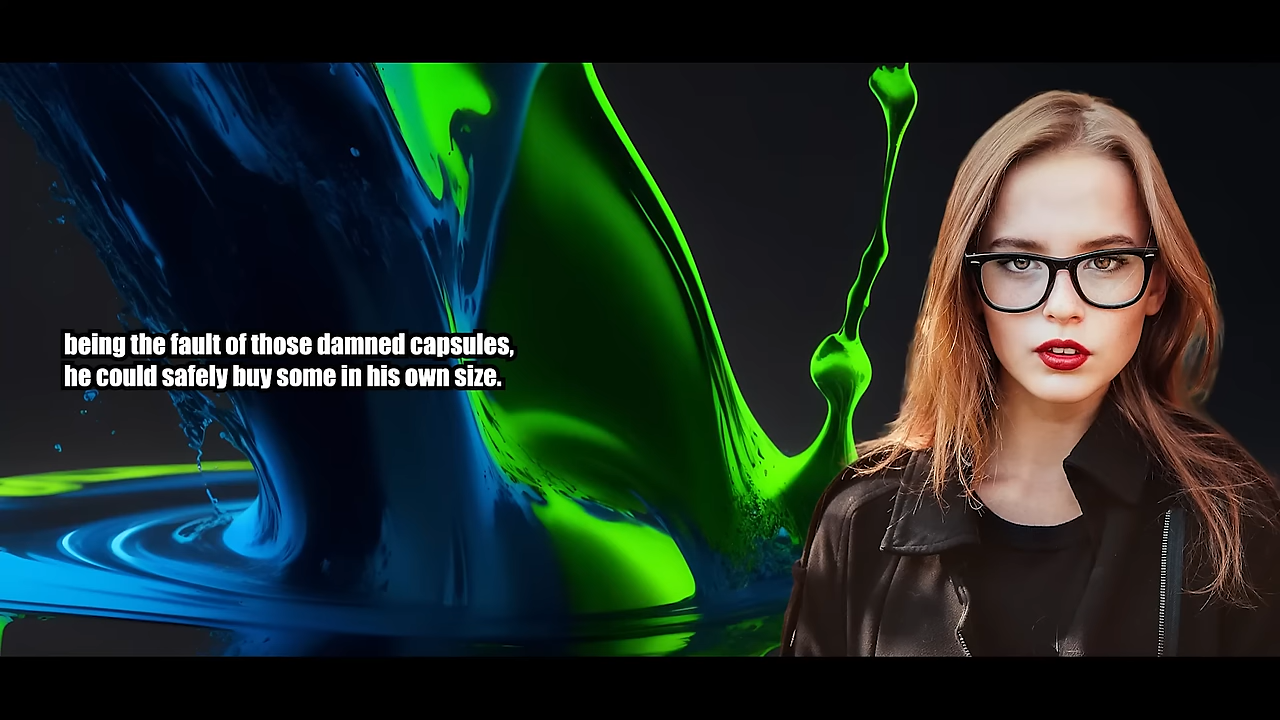 being the fault of those damned capsules,
he could safely buy some in his own size.